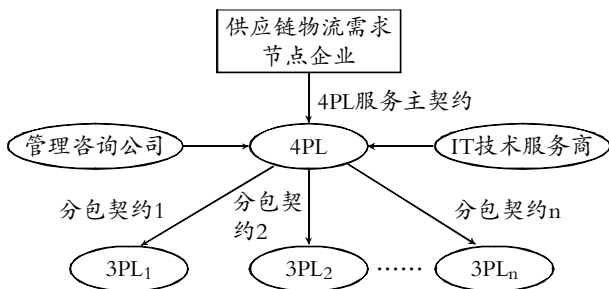 供应链物流需求
节点企业
4PL服务主契约
管理咨询公司
4PL
IT技术服务商
分包契约1
分包契
约2
分包契约n
3PL₁
3PL₂
……
3PLₙ